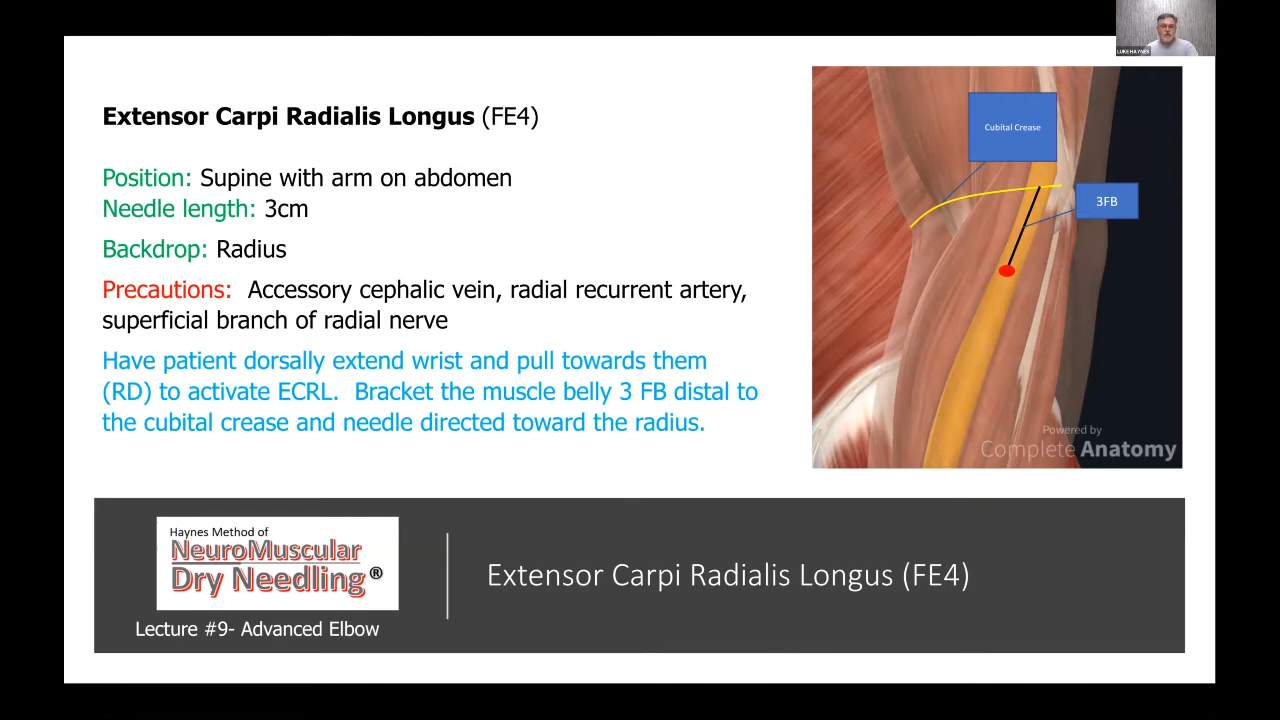 LUKE HAYNES
Extensor Carpi Radialis Longus (FE4)
Position: Supine with arm on abdomen
Needle length: 3cm
Backdrop: Radius
Precautions: Accessory cephalic vein, radial recurrent artery,
superficial branch of radial nerve
Have patient dorsally extend wrist and pull towards them
(RD) to activate ECRL. Bracket the muscle belly 3 FB distal to
the cubital crease and needle directed toward the radius.
Cubital Crease
3FB
Powered by
Complete Anatomy
Haynes Method of
NeuroMuscular
Dry Needling®
Lecture #9- Advanced Elbow
Extensor Carpi Radialis Longus (FE4)